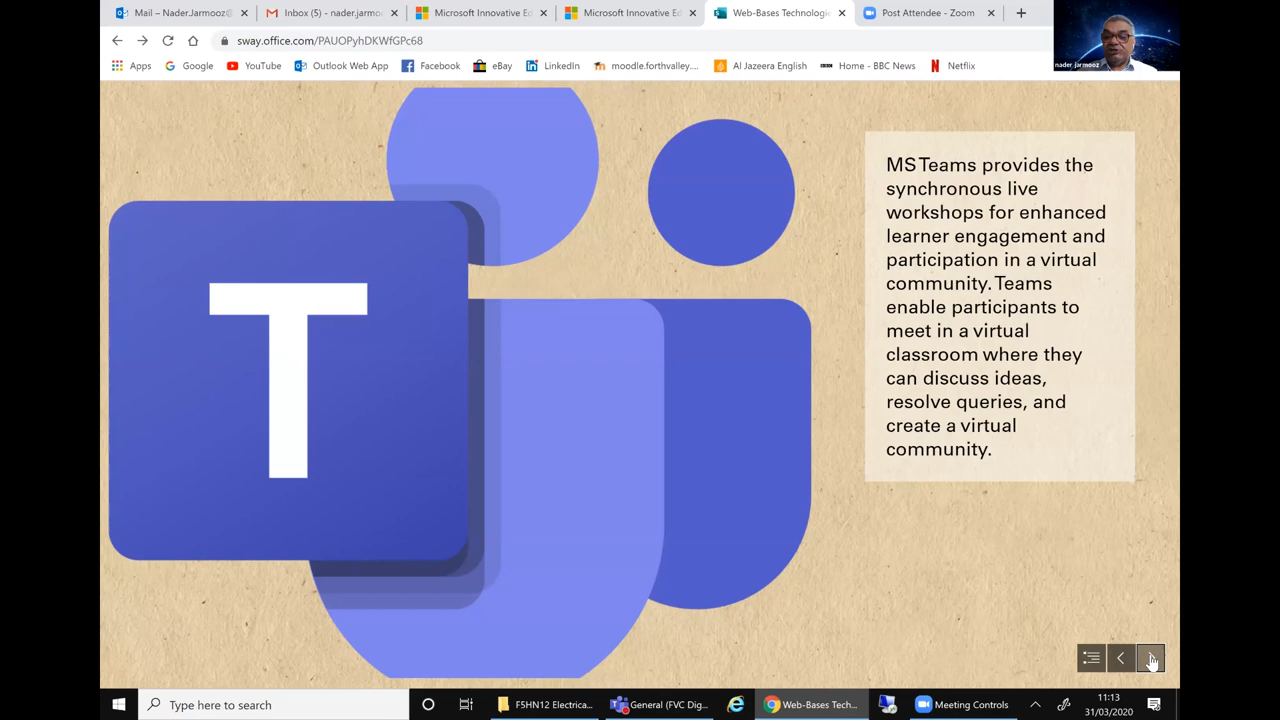 Mail – Nader.Jarmooz@
Inbox (5) - nader.jarmo
Microsoft Innovative Ed
Microsoft Innovative Ed
Web-Bases Technologie
Post Attendee - Zoom
sway.office.com/PAUOPyhDKWfGPc68
Apps
Google
YouTube
Outlook Web App
Facebook
eBay
LinkedIn
moodle.forthvalley....
Al Jazeera English
Home - BBC News
Netflix
nader.jarmooz
T
MS Teams provides the
synchronous live
workshops for enhanced
learner engagement and
participation in a virtual
community. Teams
enable participants to
meet in a virtual
classroom where they
can discuss ideas,
resolve queries, and
create a virtual
community.
Type here to search
F5HN12 Electrica...
General (FVC Dig...
Web-Bases Tech...
Meeting Controls
11:13
31/03/2020